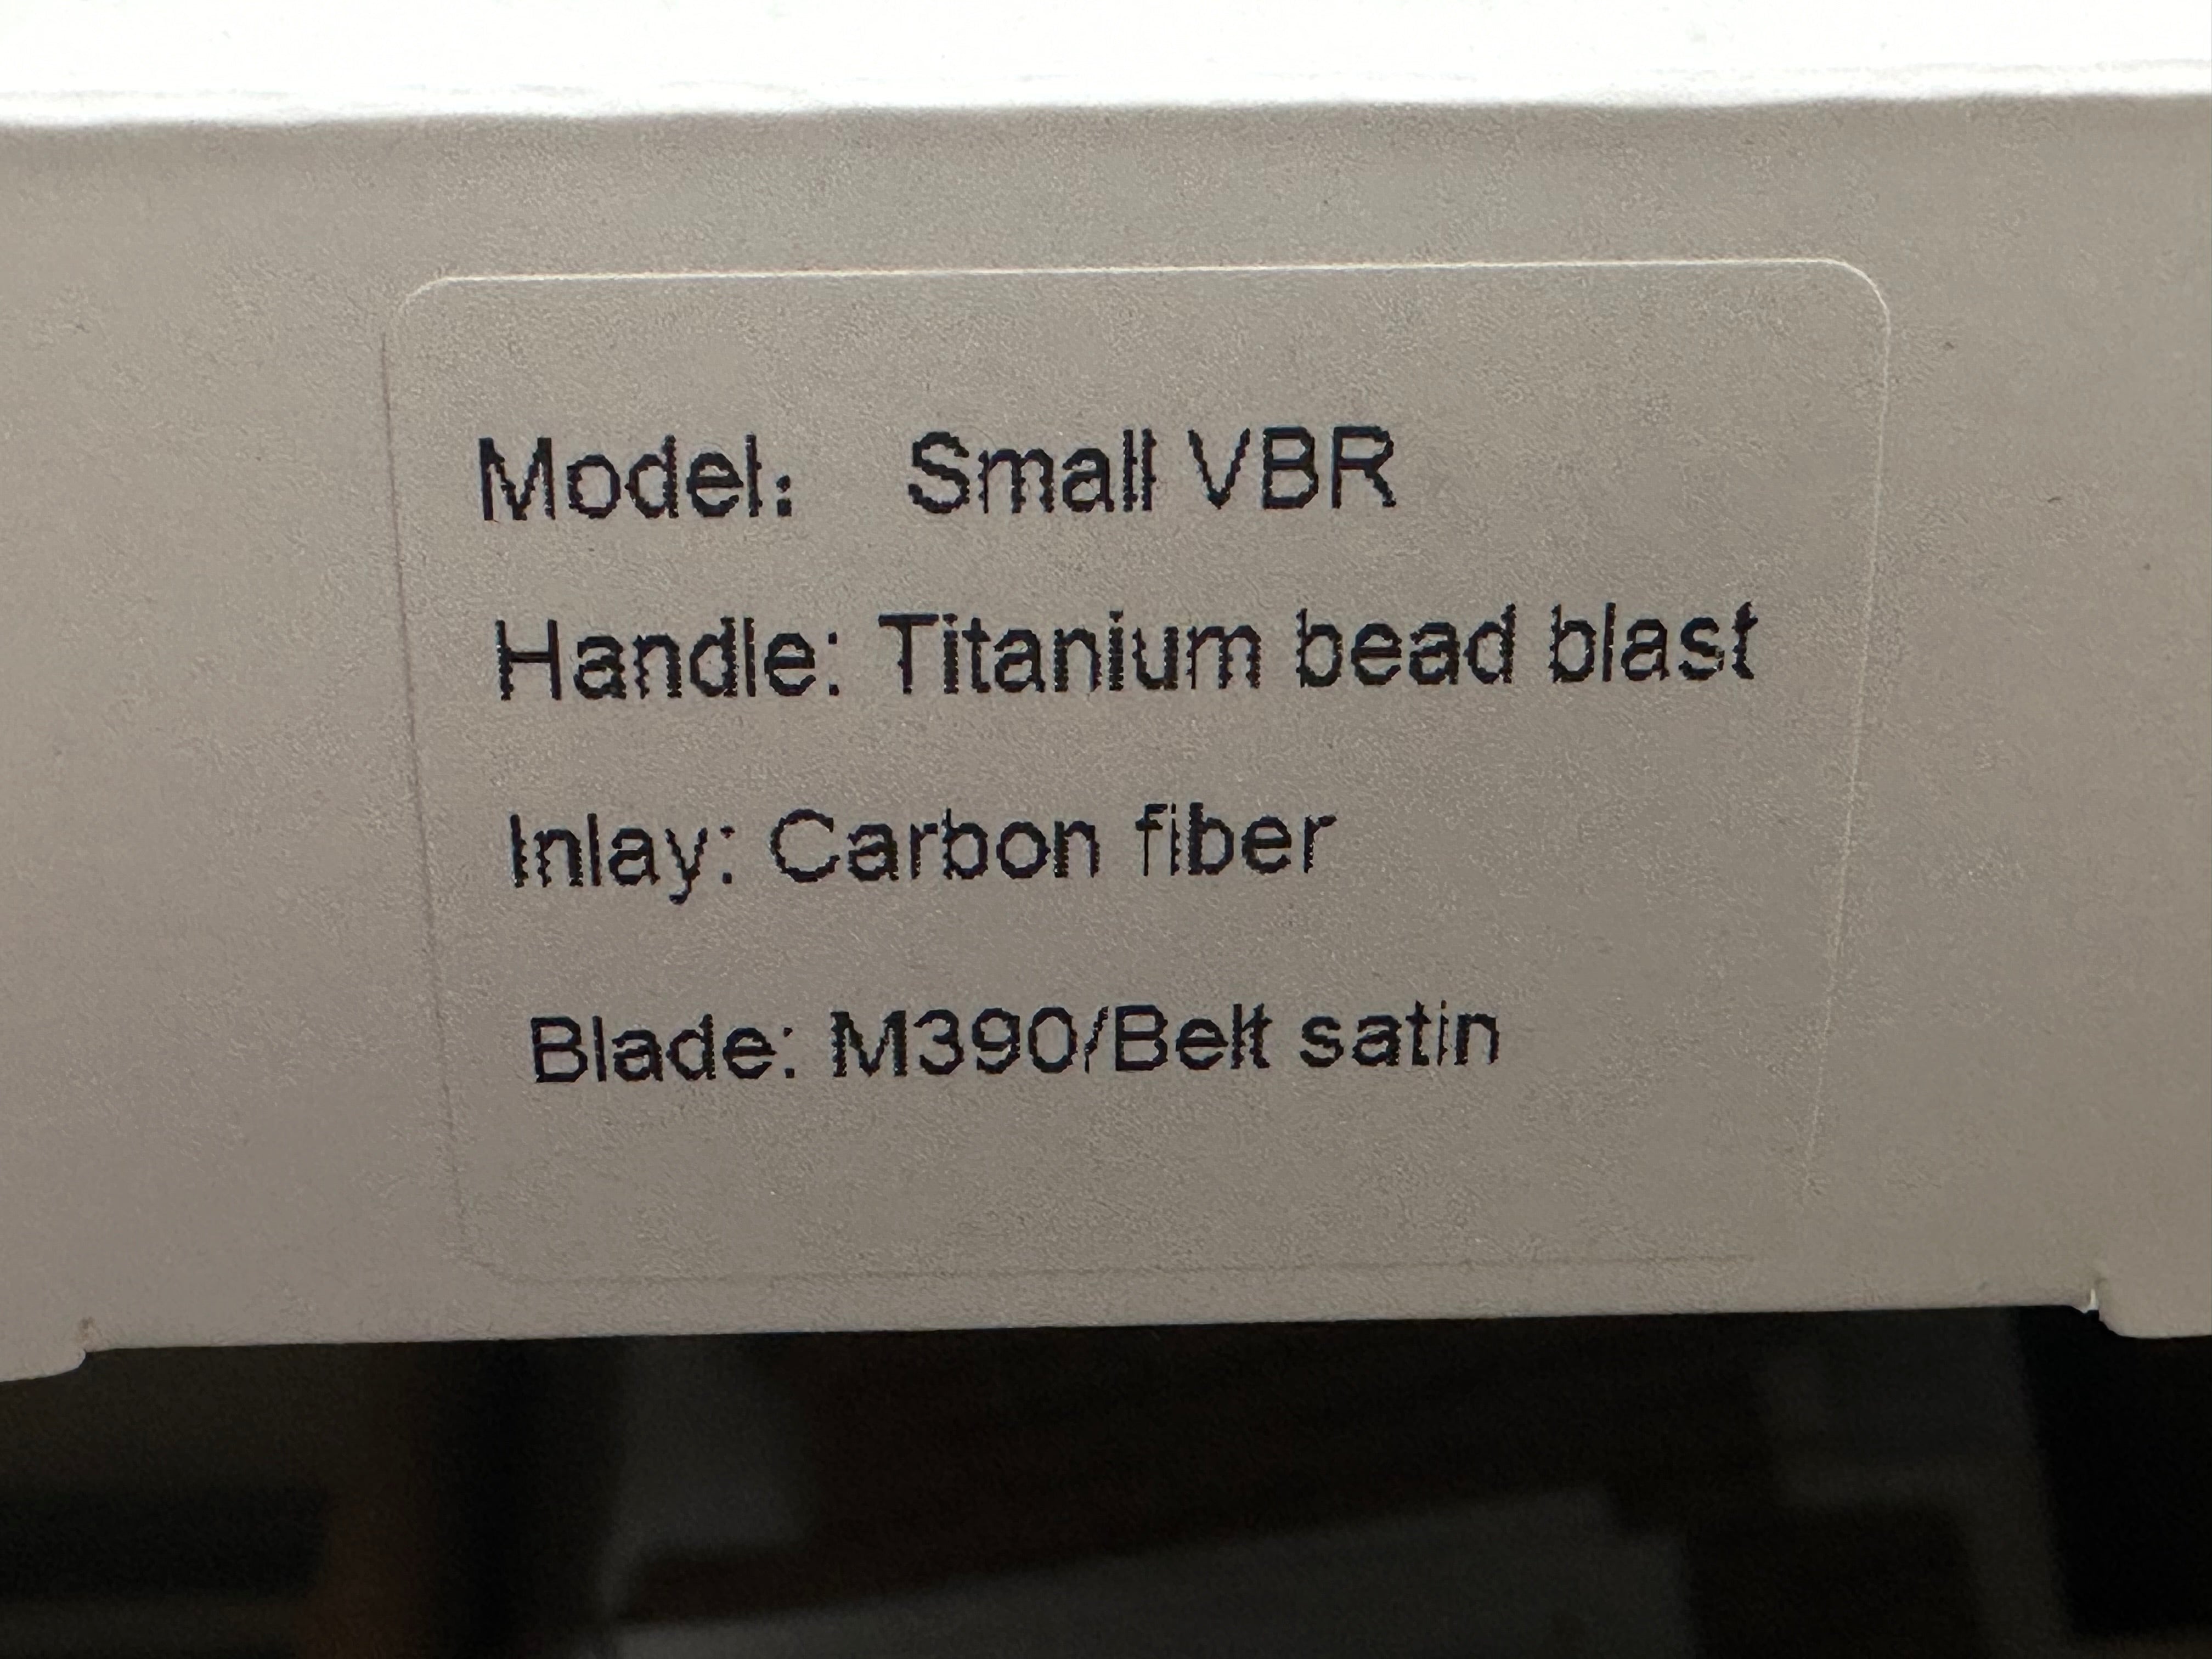 Model： Small VBR
Handle: Titanium bead blast
Inlay: Carbon fiber
Blade: M390/Belt satin